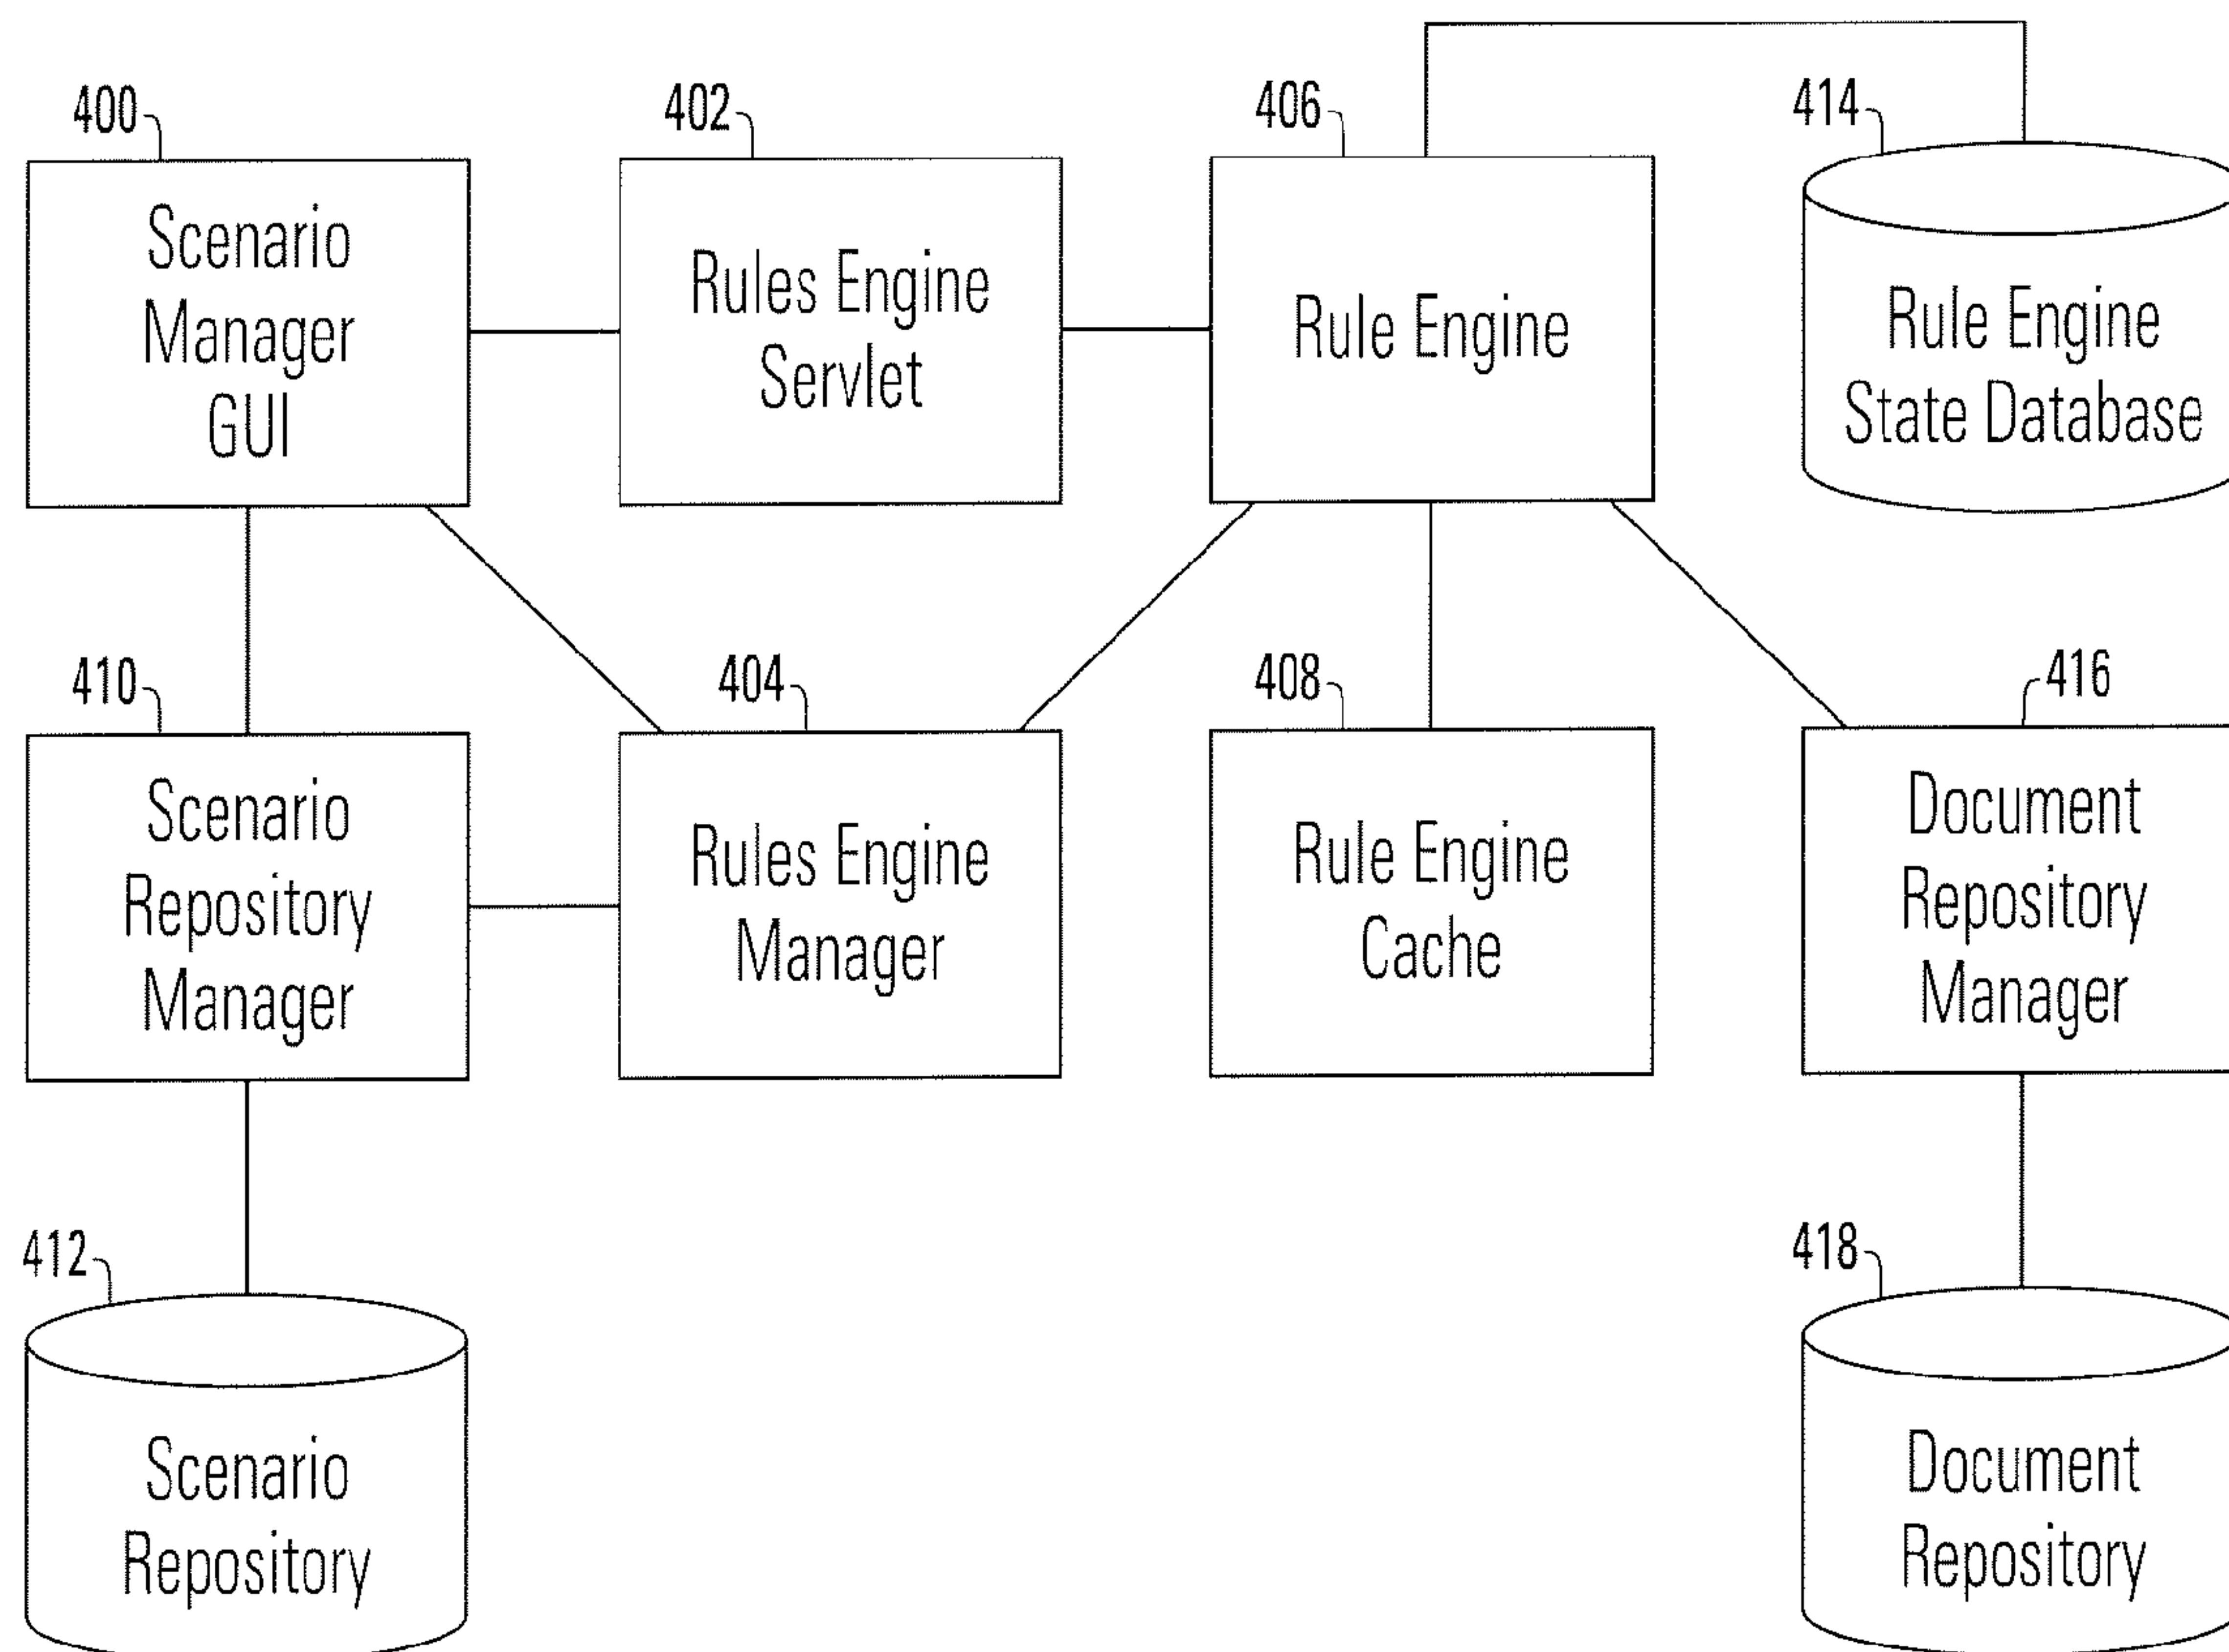 400
Scenario
Manager
GUI
402
Rules Engine
Servlet
406
Rule Engine
414
Rule Engine
State Database
410
Scenario
Repository
Manager
404
Rules Engine
Manager
408
Rule Engine
Cache
416
Document
Repository
Manager
412
Scenario
Repository
418
Document
Repository